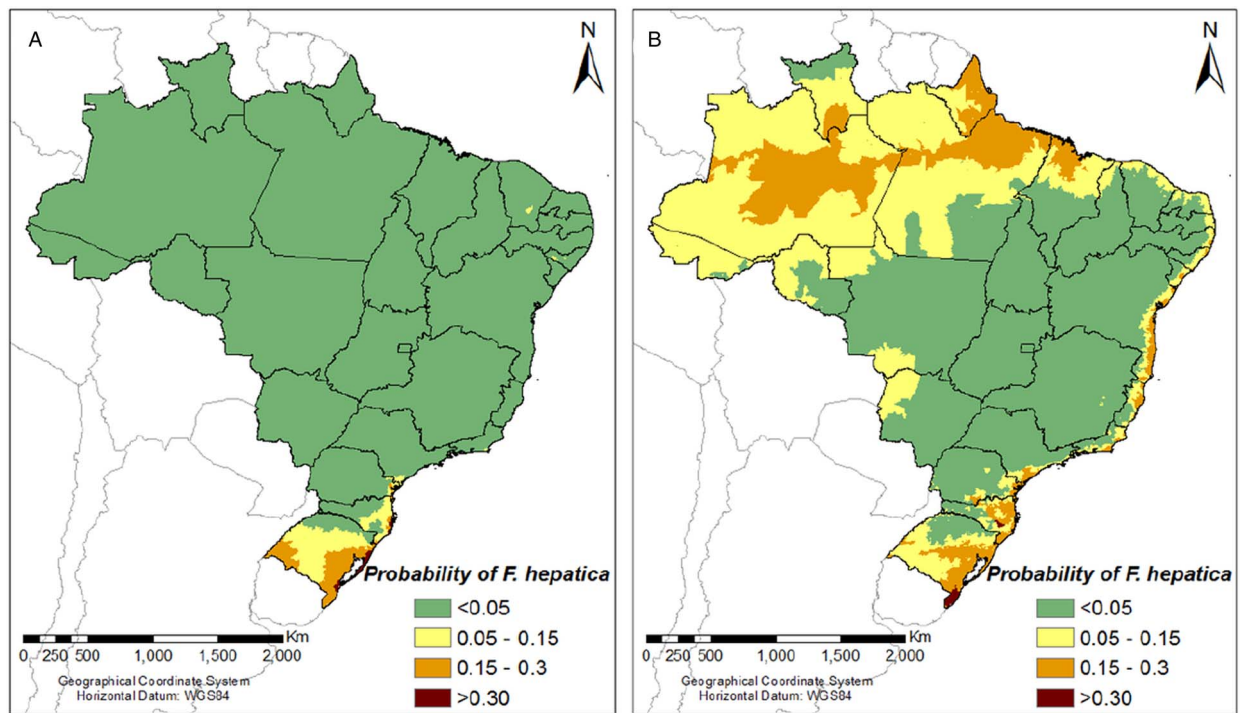 A
N
Probability of F. hepatica
<0.05
0.05 - 0.15
0.15 - 0.3
>0.30
Km
0 250 500 1,000 1,500 2,000
Geographical Coordinate System
Horizontal Datum: WGS84
B
N
Probability of F. hepatica
<0.05
0.05 - 0.15
0.15 - 0.3
>0.30
Km
0 250 500 1,000 1,500 2,000
Geographical Coordinate System
Horizontal Datum: WGS84